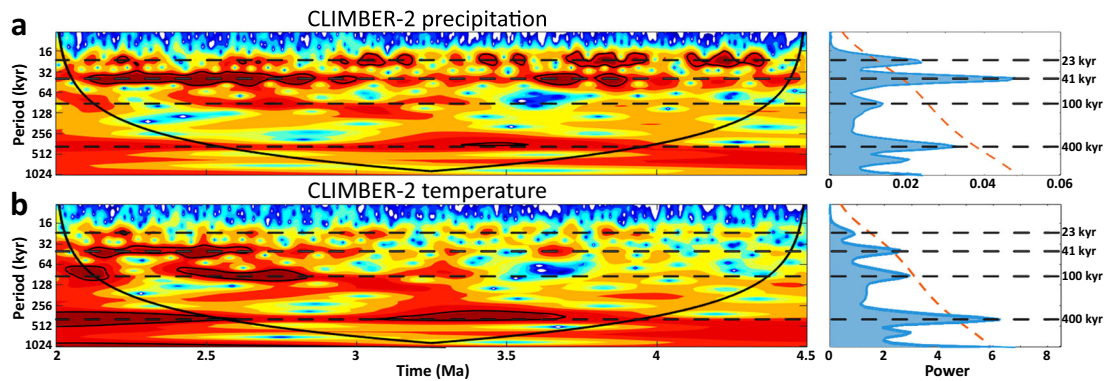 CLIMBER-2 precipitation
a
Period (kyr)
16
32
64
128
256
512
1024
23 kyr
41 kyr
100 kyr
400 kyr
0 0.02 0.04 0.06
CLIMBER-2 temperature
b
Period (kyr)
16
32
64
128
256
512
1024
2 2.5 3 3.5 4 4.5
Time (Ma)
23 kyr
41 kyr
100 kyr
400 kyr
0 2 4 6 8
Power